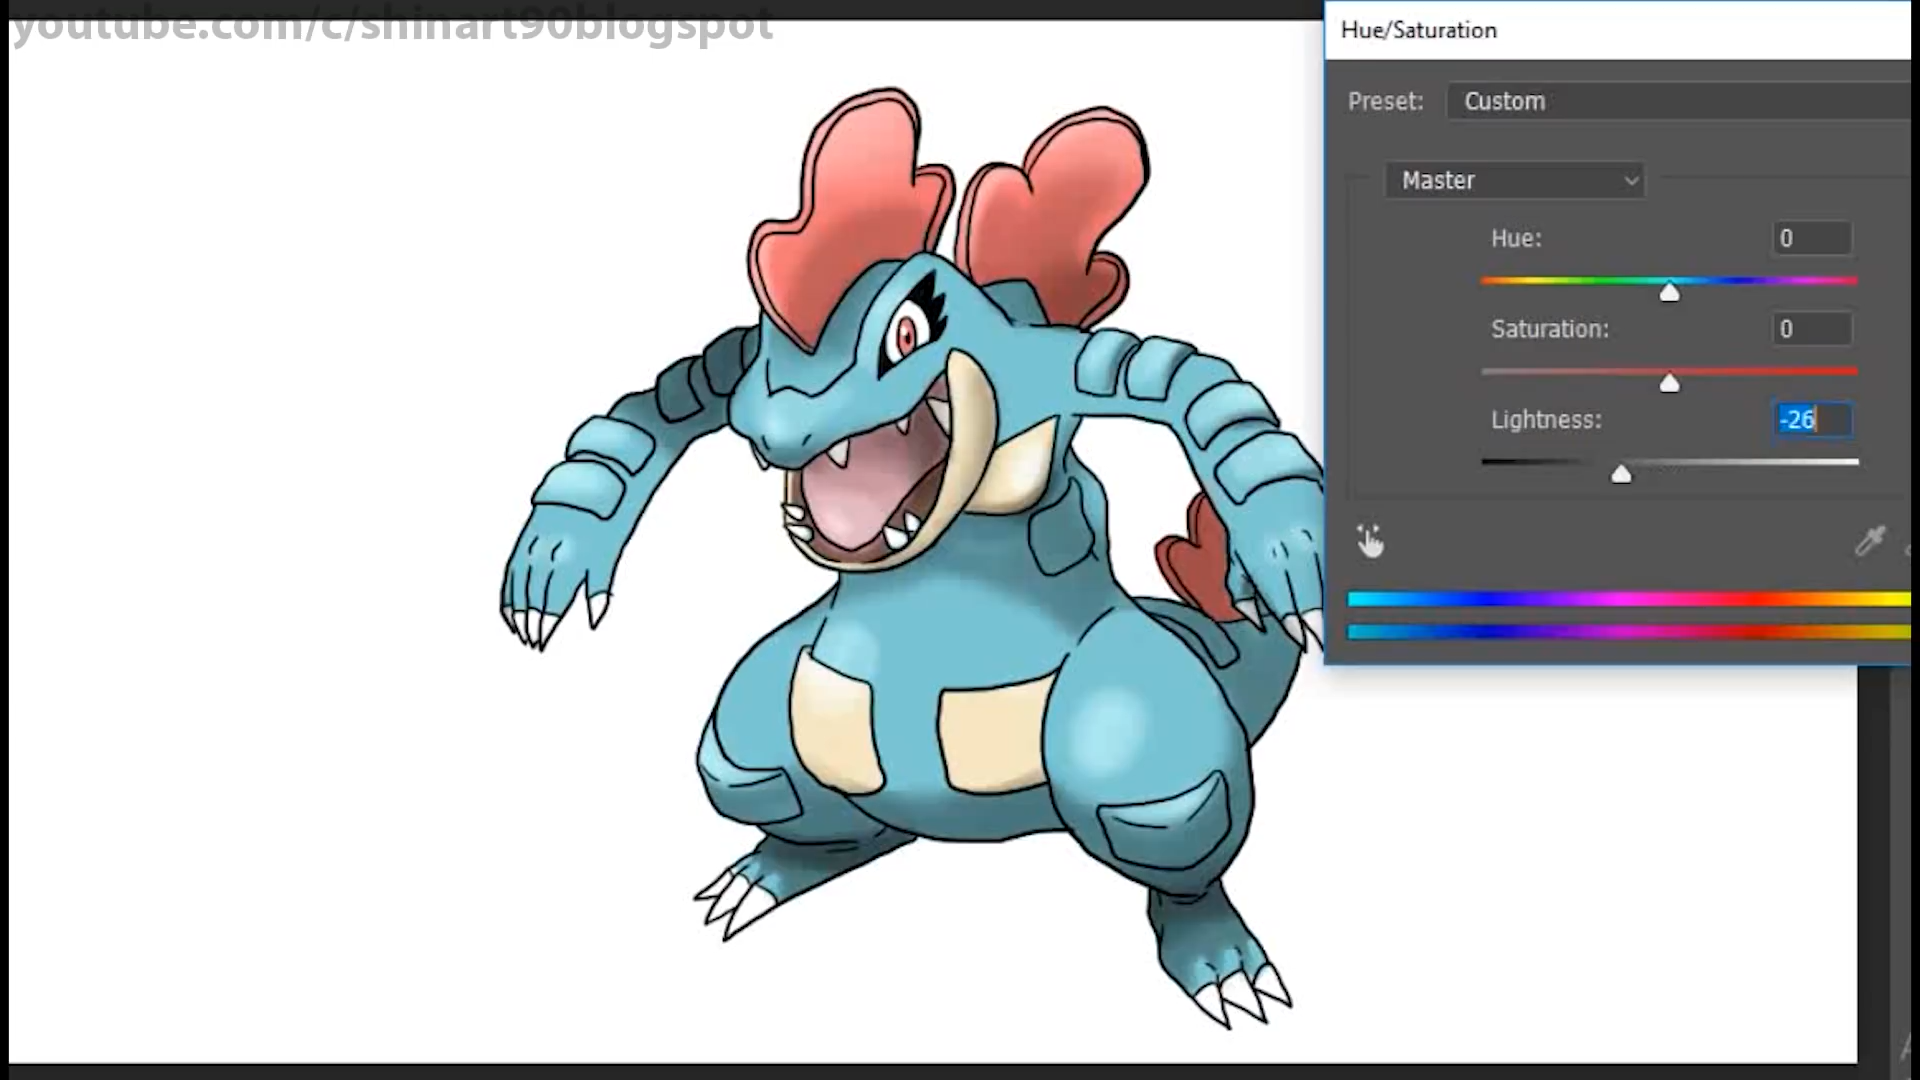 youtube.com/c/shinart90blogspot
Hue/Saturation
Preset: Custom
Master
Hue: 0
Saturation: 0
Lightness: -26